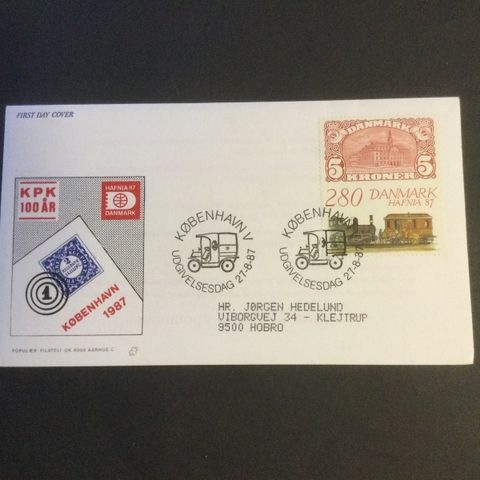 FIRST DAY COVER
KPK
100 ÅR
HAFNIA 87
DANMARK
1
KØBENHAVN
1987
POPULÆR FILATELI DK 8000 AARHUS C
KØBENHAVN V
UDGIVELSESDAG 27-8-87
KØBENHAVN
UDGIVELSESDAG 27-8-87
DANMARK
5 5
KRONER
280 DANMARK
HAFNIA 87
HR. JØRGEN HEDELUND
VIBORGVEJ 34 - KLEJTRUP
9500 HOBRO